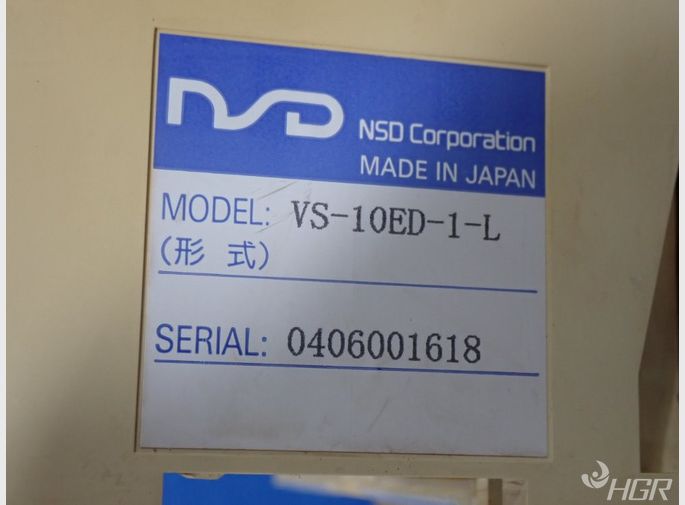 NSD
NSD Corporation
MADE IN JAPAN
MODEL: VS-10ED-1-L
(形 式)
SERIAL: 0406001618
HGR